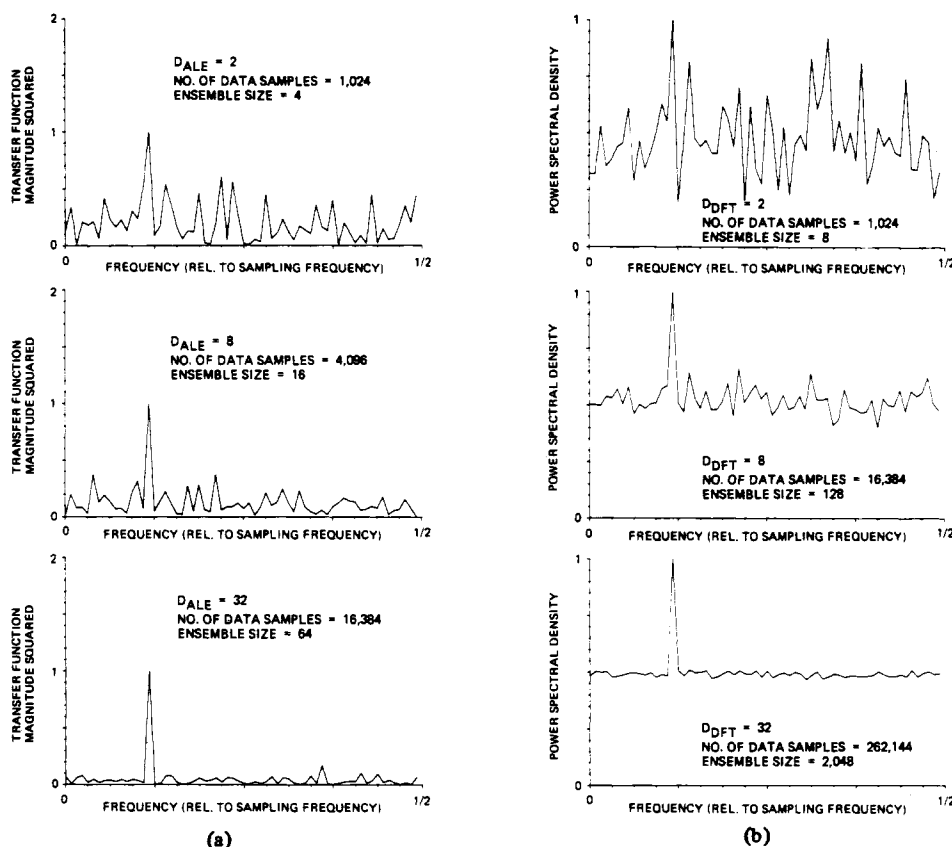 2
TRANSFER FUNCTION
MAGNITUDE SQUARED
1
0
D_ALE = 2
NO. OF DATA SAMPLES = 1,024
ENSEMBLE SIZE = 4
0
FREQUENCY (REL. TO SAMPLING FREQUENCY)
1/2
2
TRANSFER FUNCTION
MAGNITUDE SQUARED
1
0
D_ALE = 8
NO. OF DATA SAMPLES = 4,096
ENSEMBLE SIZE = 16
0
FREQUENCY (REL. TO SAMPLING FREQUENCY)
1/2
2
TRANSFER FUNCTION
MAGNITUDE SQUARED
1
0
D_ALE = 32
NO. OF DATA SAMPLES = 16,384
ENSEMBLE SIZE = 64
0
FREQUENCY (REL. TO SAMPLING FREQUENCY)
1/2
(a)
1
POWER SPECTRAL DENSITY
0
D_DFT = 2
NO. OF DATA SAMPLES = 1,024
ENSEMBLE SIZE = 8
0
FREQUENCY (REL. TO SAMPLING FREQUENCY)
1/2
1
POWER SPECTRAL DENSITY
0
D_DFT = 8
NO. OF DATA SAMPLES = 16,384
ENSEMBLE SIZE = 128
0
FREQUENCY (REL. TO SAMPLING FREQUENCY)
1/2
1
POWER SPECTRAL DENSITY
0
D_DFT = 32
NO. OF DATA SAMPLES = 262,144
ENSEMBLE SIZE = 2,048
0
FREQUENCY (REL. TO SAMPLING FREQUENCY)
1/2
(b)